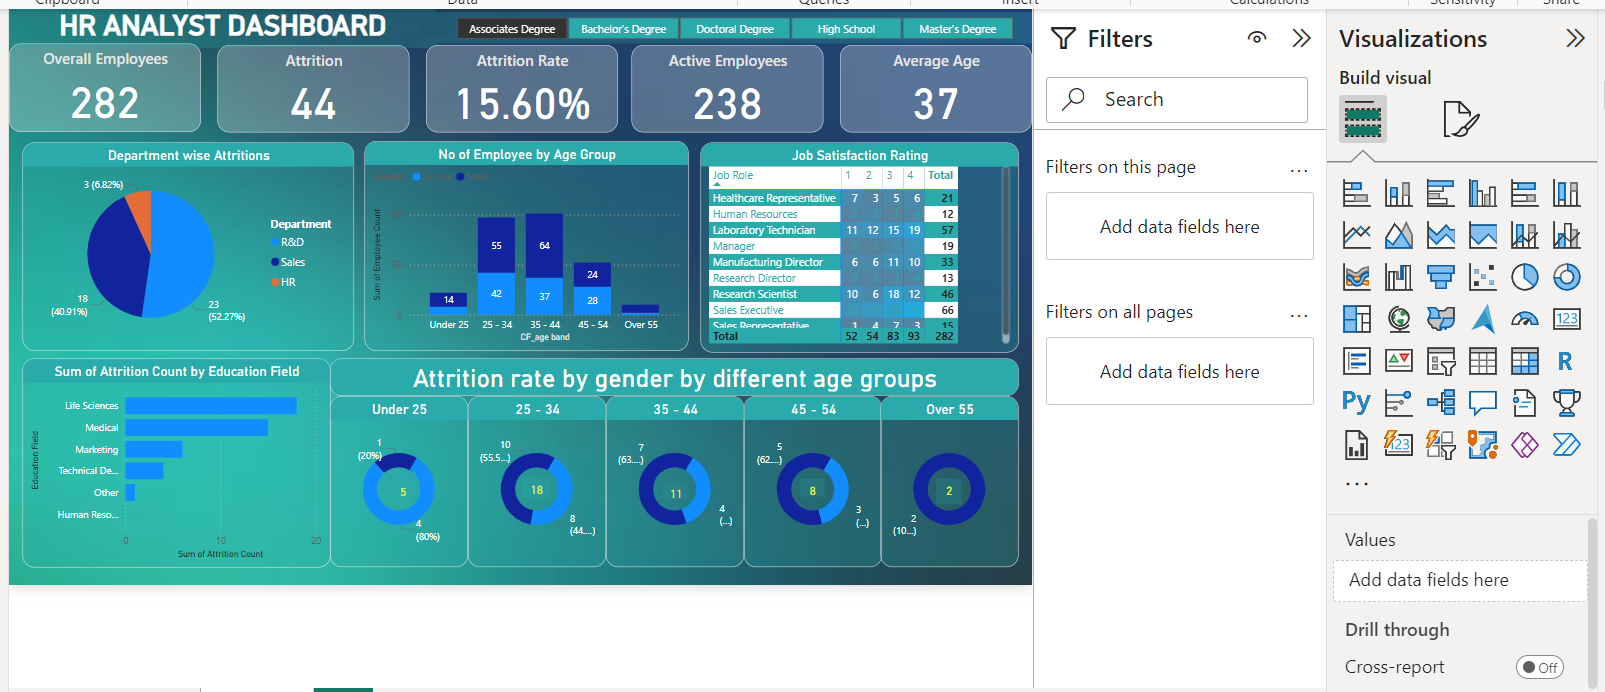 Clipboard
Data
Queries
Insert
Calculations
Sensitivity
Share
HR ANALYST DASHBOARD
Associates Degree
Bachelor's Degree
Doctoral Degree
High School
Master's Degree
Overall Employees
282
Attrition
44
Attrition Rate
15.60%
Active Employees
238
Average Age
37
Department wise Attritions
3 (6.82%)
18
(40.91%)
23
(52.27%)
Department
R&D
Sales
HR
No of Employee by Age Group
Sum of Employee Count
50
0
14
55
42
64
37
24
28
Under 25
25 - 34
35 - 44
45 - 54
Over 55
CF_age band
Job Satisfaction Rating
Job Role 1 2 3 4 Total
Healthcare Representative 7 3 5 6 21
Human Resources 12
Laboratory Technician 11 12 15 19 57
Manager 19
Manufacturing Director 6 6 11 10 33
Research Director 13
Research Scientist 10 6 18 12 46
Sales Executive 66
Sales Representative 1 4 7 3 15
Total 52 54 83 93 282
Sum of Attrition Count by Education Field
Education Field
Life Sciences
Medical
Marketing
Technical De...
Other
Human Reso...
0
10
20
Sum of Attrition Count
Attrition rate by gender by different age groups
Under 25
1
(20%)
5
4
(80%)
25 - 34
10
(55.5...)
18
8
(44....)
35 - 44
7
(63....)
11
4
(...)
45 - 54
5
(62....)
8
3
(...)
Over 55
2
2
(10...)
Filters
Search
Filters on this page
...
Add data fields here
Filters on all pages
...
Add data fields here
Visualizations
Build visual
123
R
Py
123
...
Values
Add data fields here
Drill through
Cross-report
Off